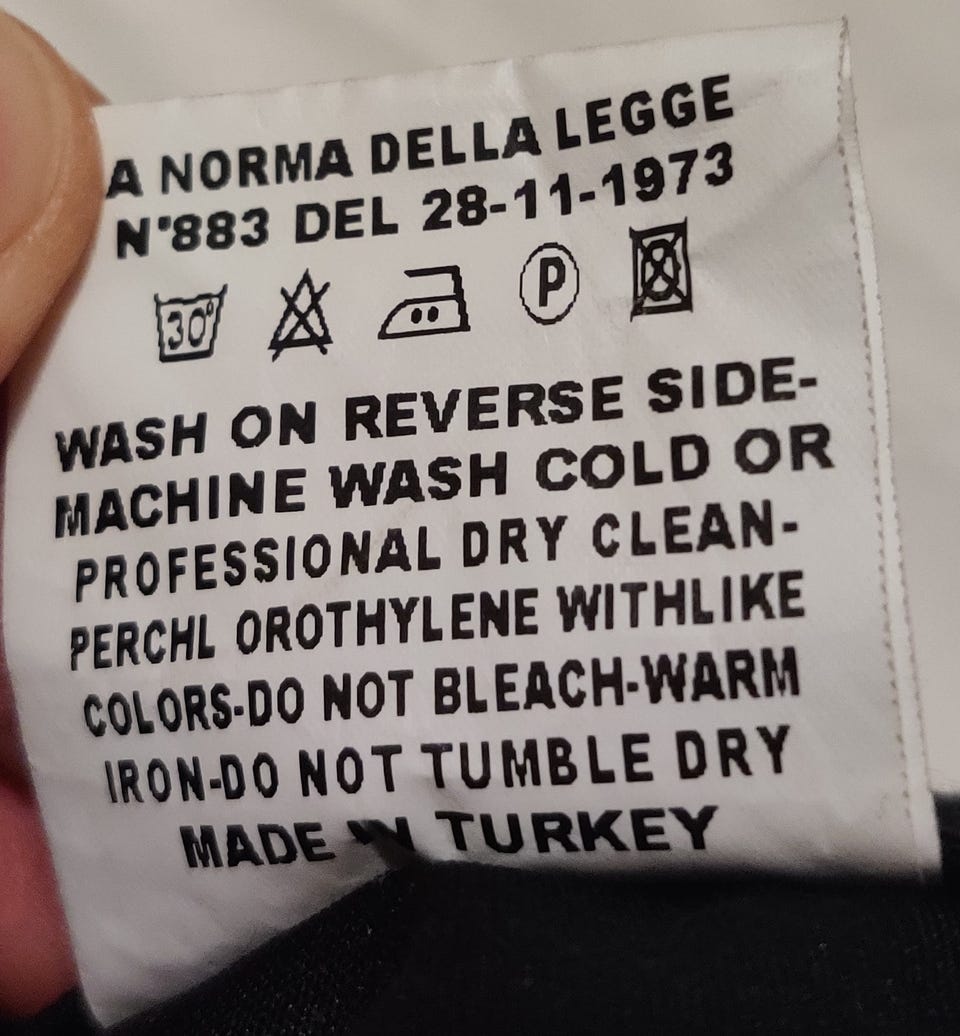 A NORMA DELLA LEGGE
N°883 DEL 28-11-1973
30° P
WASH ON REVERSE SIDE-
MACHINE WASH COLD OR
PROFESSIONAL DRY CLEAN-
PERCHL OROTHYLENE WITHLIKE
COLORS-DO NOT BLEACH-WARM
IRON-DO NOT TUMBLE DRY
MADE IN TURKEY